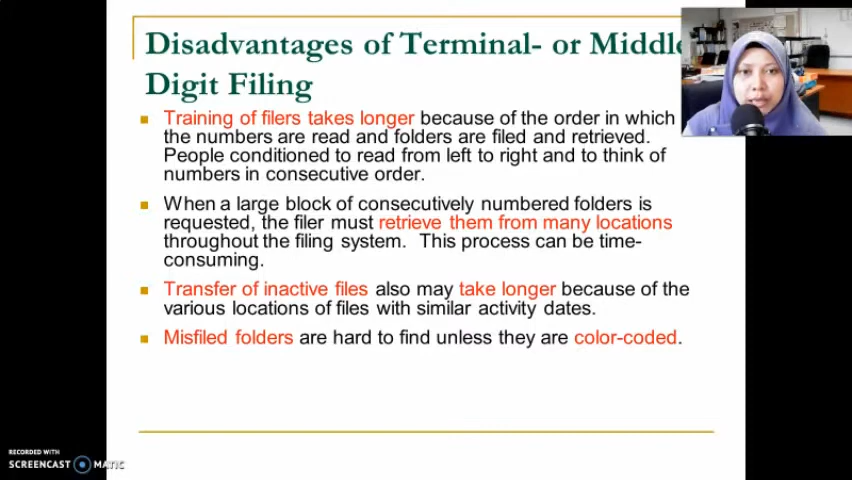 Disadvantages of Terminal- or Middle
Digit Filing
Training of filers takes longer because of the order in which
the numbers are read and folders are filed and retrieved.
People conditioned to read from left to right and to think of
numbers in consecutive order.
When a large block of consecutively numbered folders is
requested, the filer must retrieve them from many locations
throughout the filing system. This process can be time-
consuming.
Transfer of inactive files also may take longer because of the
various locations of files with similar activity dates.
Misfiled folders are hard to find unless they are color-coded.
RECORDED WITH
SCREENCAST MATIC